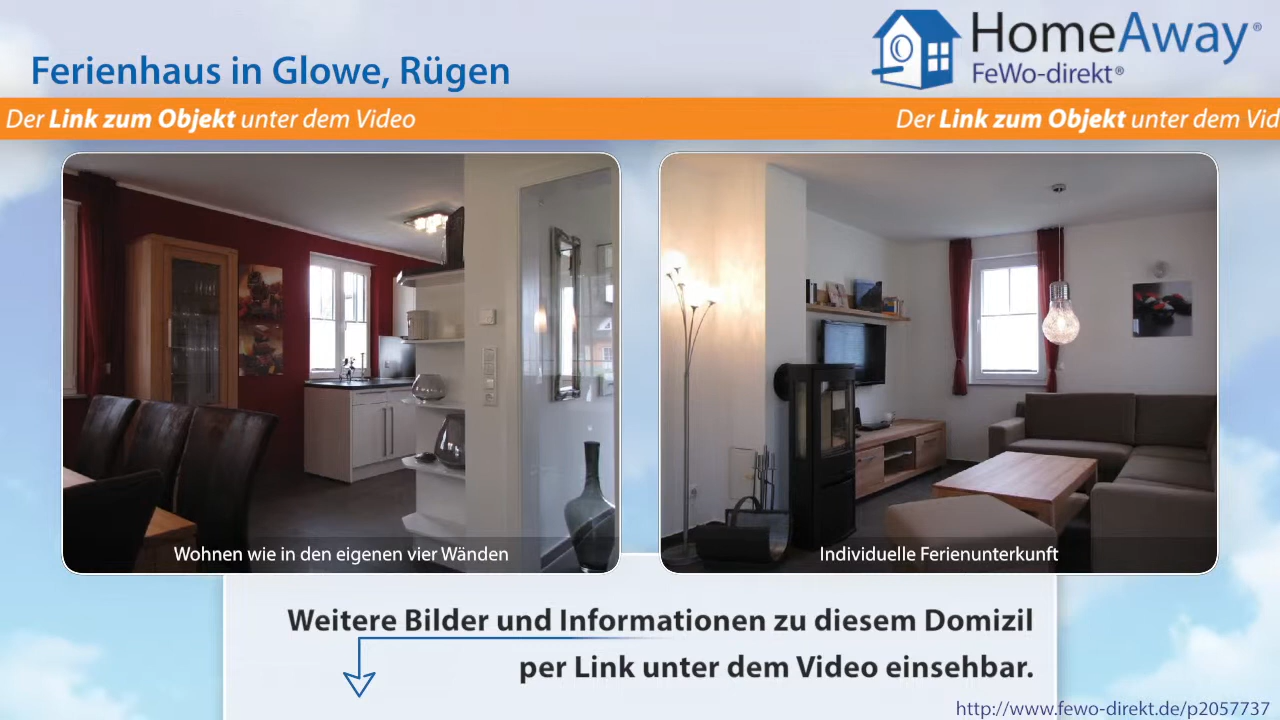 HomeAway®
FeWo-direkt®
Ferienhaus in Glowe, Rügen
Der Link zum Objekt unter dem Video
Der Link zum Objekt unter dem Vid
Wohnen wie in den eigenen vier Wänden
Individuelle Ferienunterkunft
Weitere Bilder und Informationen zu diesem Domizil
per Link unter dem Video einsehbar.
http://www.fewo-direkt.de/p2057737